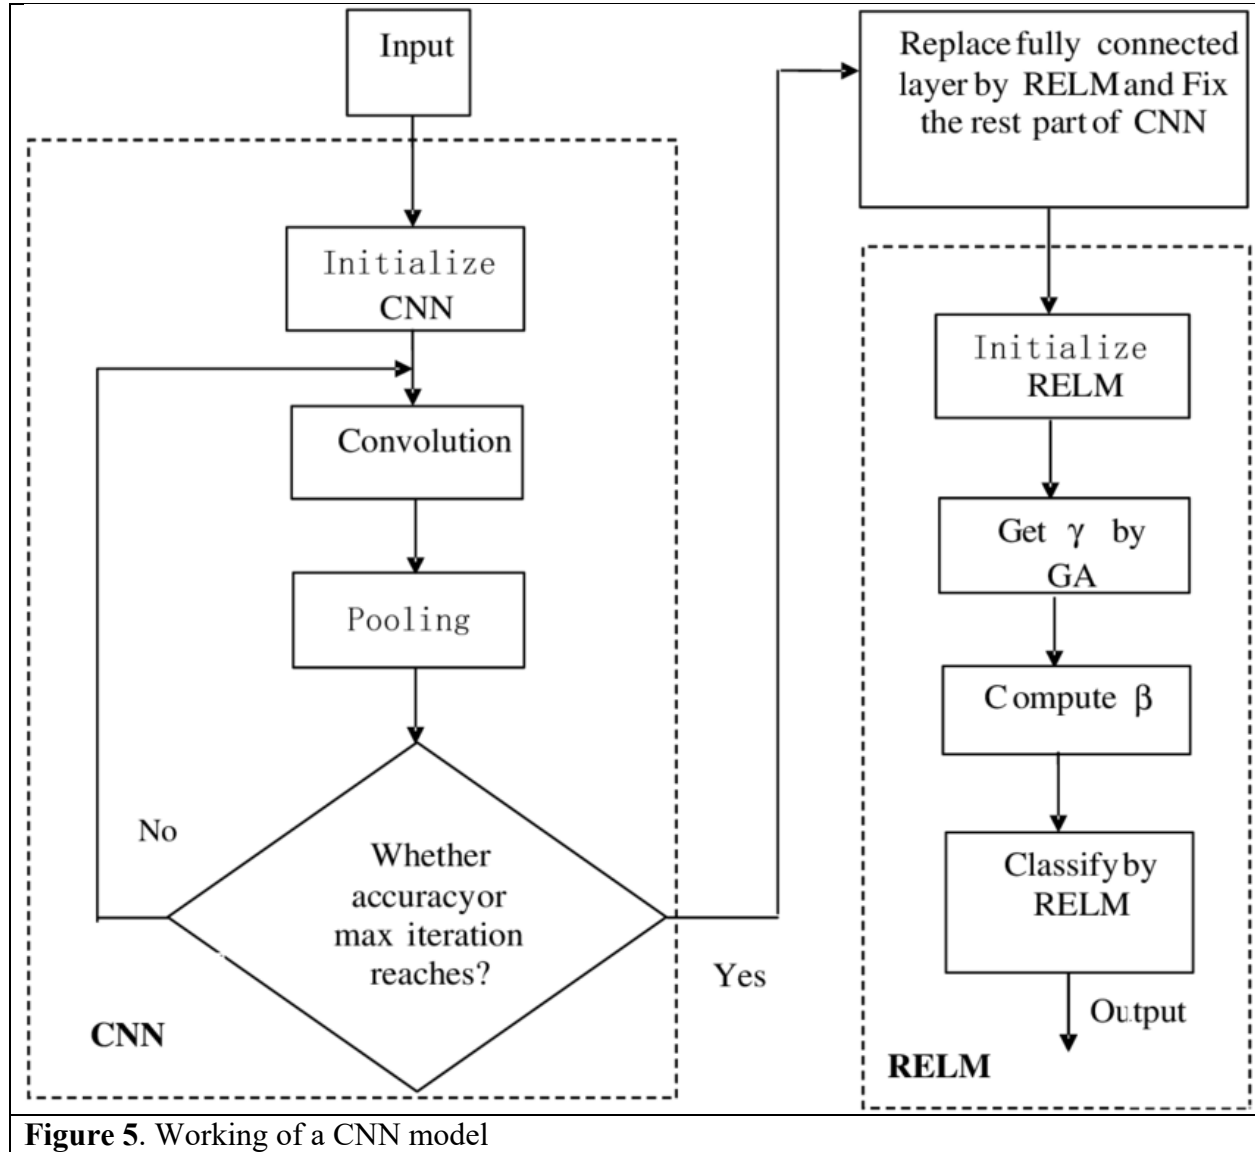 Input
Initialize
CNN
Convolution
Pooling
No
Whether
accuracyor
max iteration
reaches?
Yes
CNN
Replace fully connected
layer by RELM and Fix
the rest part of CNN
Initialize
RELM
Get γ by
GA
Compute β
Classify by
RELM
Output
RELM
Figure 5. Working of a CNN model